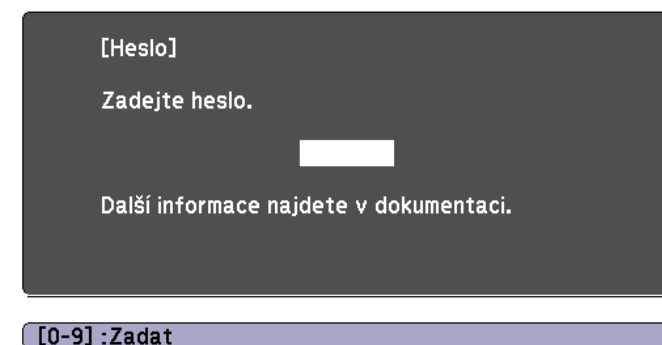 [Heslo]
Zadejte heslo.
Další informace najdete v dokumentaci.
[0-9] :Zadat